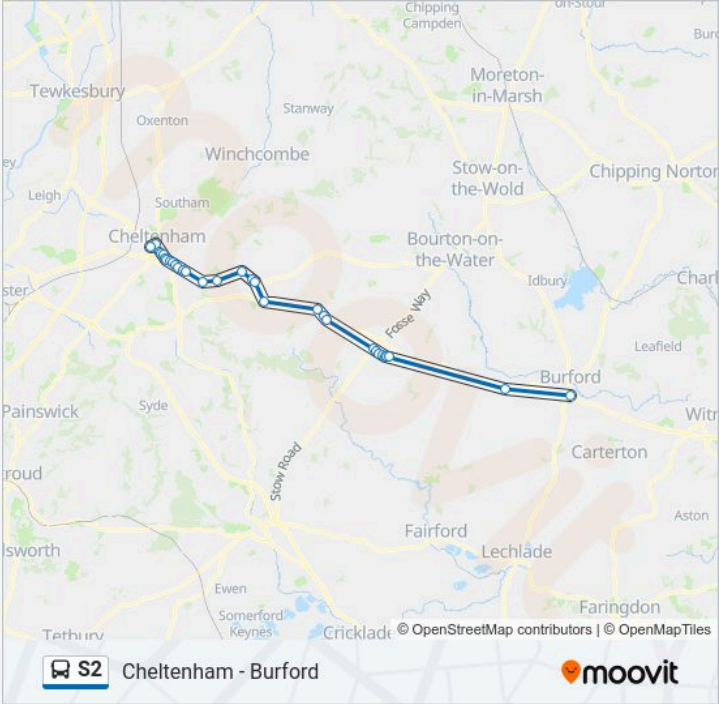 Chipping
Campden
on-Stour
Moreton-
in-Marsh
Tewkesbury
Stanway
Oxenton
Winchcombe
Stow-on-
the-Wold
Chipping Norton
Leigh
Southam
Cheltenham
Bourton-on-
the-Water
Idbury
Fosse Way
Leafield
Burford
Painswick
Syde
Carterton
Stow Road
Aston
Fairford
Lechlade
Ewen
Faringdon
Somerford
Keynes
Tetbury
Cricklade
© OpenStreetMap contributors | © OpenMapTiles
S2 Cheltenham - Burford
moovit